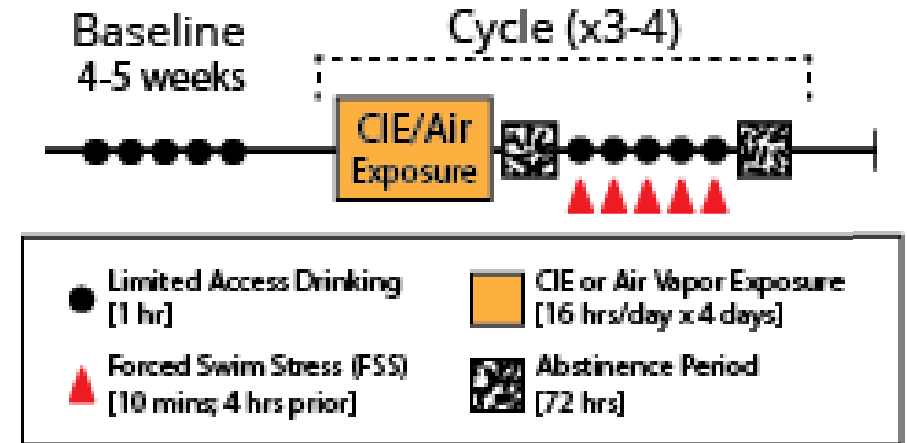 Baseline
4-5 weeks
Cycle (x3-4)
CIE/Air
Exposure
Limited Access Drinking
[1 hr]
Forced Swim Stress (FSS)
[10 mins; 4 hrs prior]
CIE or Air Vapor Exposure
[16 hrs/day x 4 days]
Abstinence Period
[72 hrs]